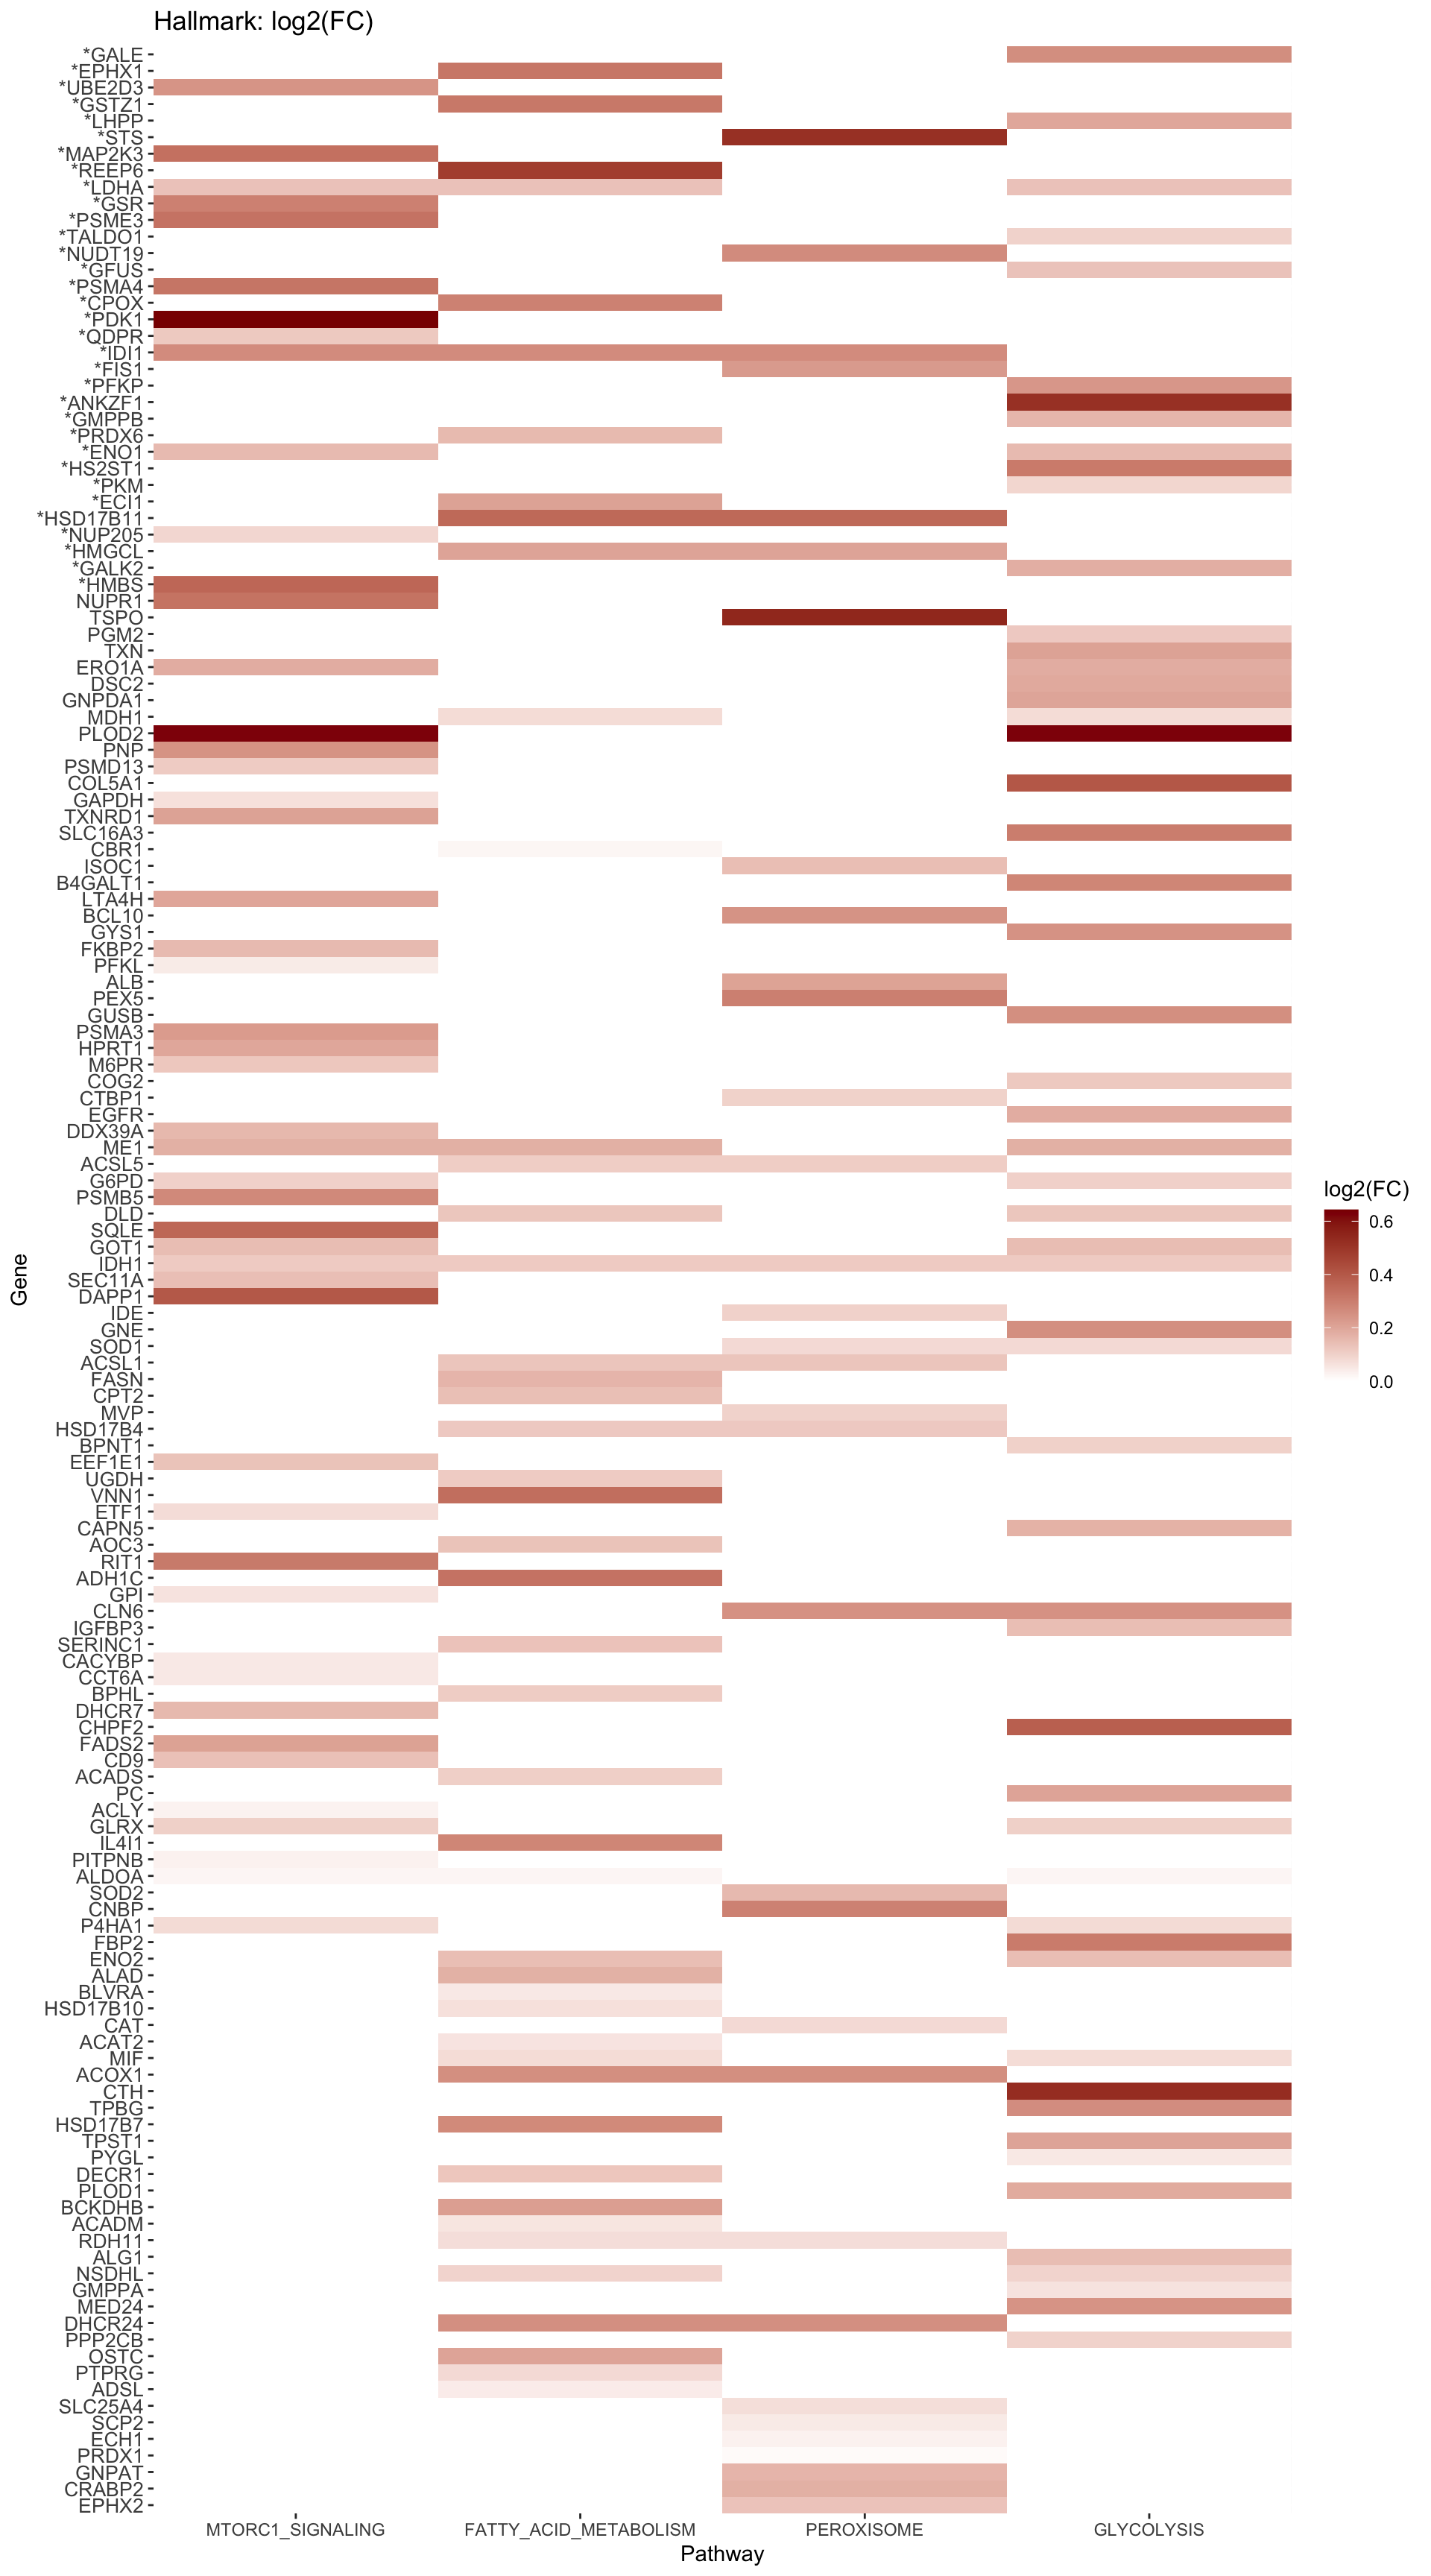 Hallmark: log2(FC)
*GALE
*EPHX1
*UBE2D3
*GSTZ1
*LHPP
*STS
*MAP2K3
*REEP6
*LDHA
*GSR
*PSME3
*TALDO1
*NUDT19
*GFUS
*PSMA4
*CPOX
*PDK1
*QDPR
*IDI1
*FIS1
*PFKP
*ANKZF1
*GMPPB
*PRDX6
*ENO1
*HS2ST1
*PKM
*ECI1
*HSD17B11
*NUP205
*HMGCL
*GALK2
*HMBS
NUPR1
TSPO
PGM2
TXN
ERO1A
DSC2
GNPDA1
MDH1
PLOD2
PNP
PSMD13
COL5A1
GAPDH
TXNRD1
SLC16A3
CBR1
ISOC1
B4GALT1
LTA4H
BCL10
GYS1
FKBP2
PFKL
ALB
PEX5
GUSB
PSMA3
HPRT1
M6PR
COG2
CTBP1
EGFR
DDX39A
ME1
ACSL5
G6PD
PSMB5
DLD
SQLE
GOT1
IDH1
SEC11A
DAPP1
IDE
GNE
SOD1
ACSL1
FASN
CPT2
MVP
HSD17B4
BPNT1
EEF1E1
UGDH
VNN1
ETF1
CAPN5
AOC3
RIT1
ADH1C
GPI
CLN6
IGFBP3
SERINC1
CACYBP
CCT6A
BPHL
DHCR7
CHPF2
FADS2
CD9
ACADS
PC
ACLY
GLRX
IL4I1
PITPNB
ALDOA
SOD2
CNBP
P4HA1
FBP2
ENO2
ALAD
BLVRA
HSD17B10
CAT
ACAT2
MIF
ACOX1
CTH
TPBG
HSD17B7
TPST1
PYGL
DECR1
PLOD1
BCKDHB
ACADM
RDH11
ALG1
NSDHL
GMPPA
MED24
DHCR24
PPP2CB
OSTC
PTPRG
ADSL
SLC25A4
SCP2
ECH1
PRDX1
GNPAT
CRABP2
EPHX2
Gene
MTORC1_SIGNALING FATTY_ACID_METABOLISM PEROXISOME GLYCOLYSIS
Pathway
log2(FC)
0.6
0.4
0.2
0.0